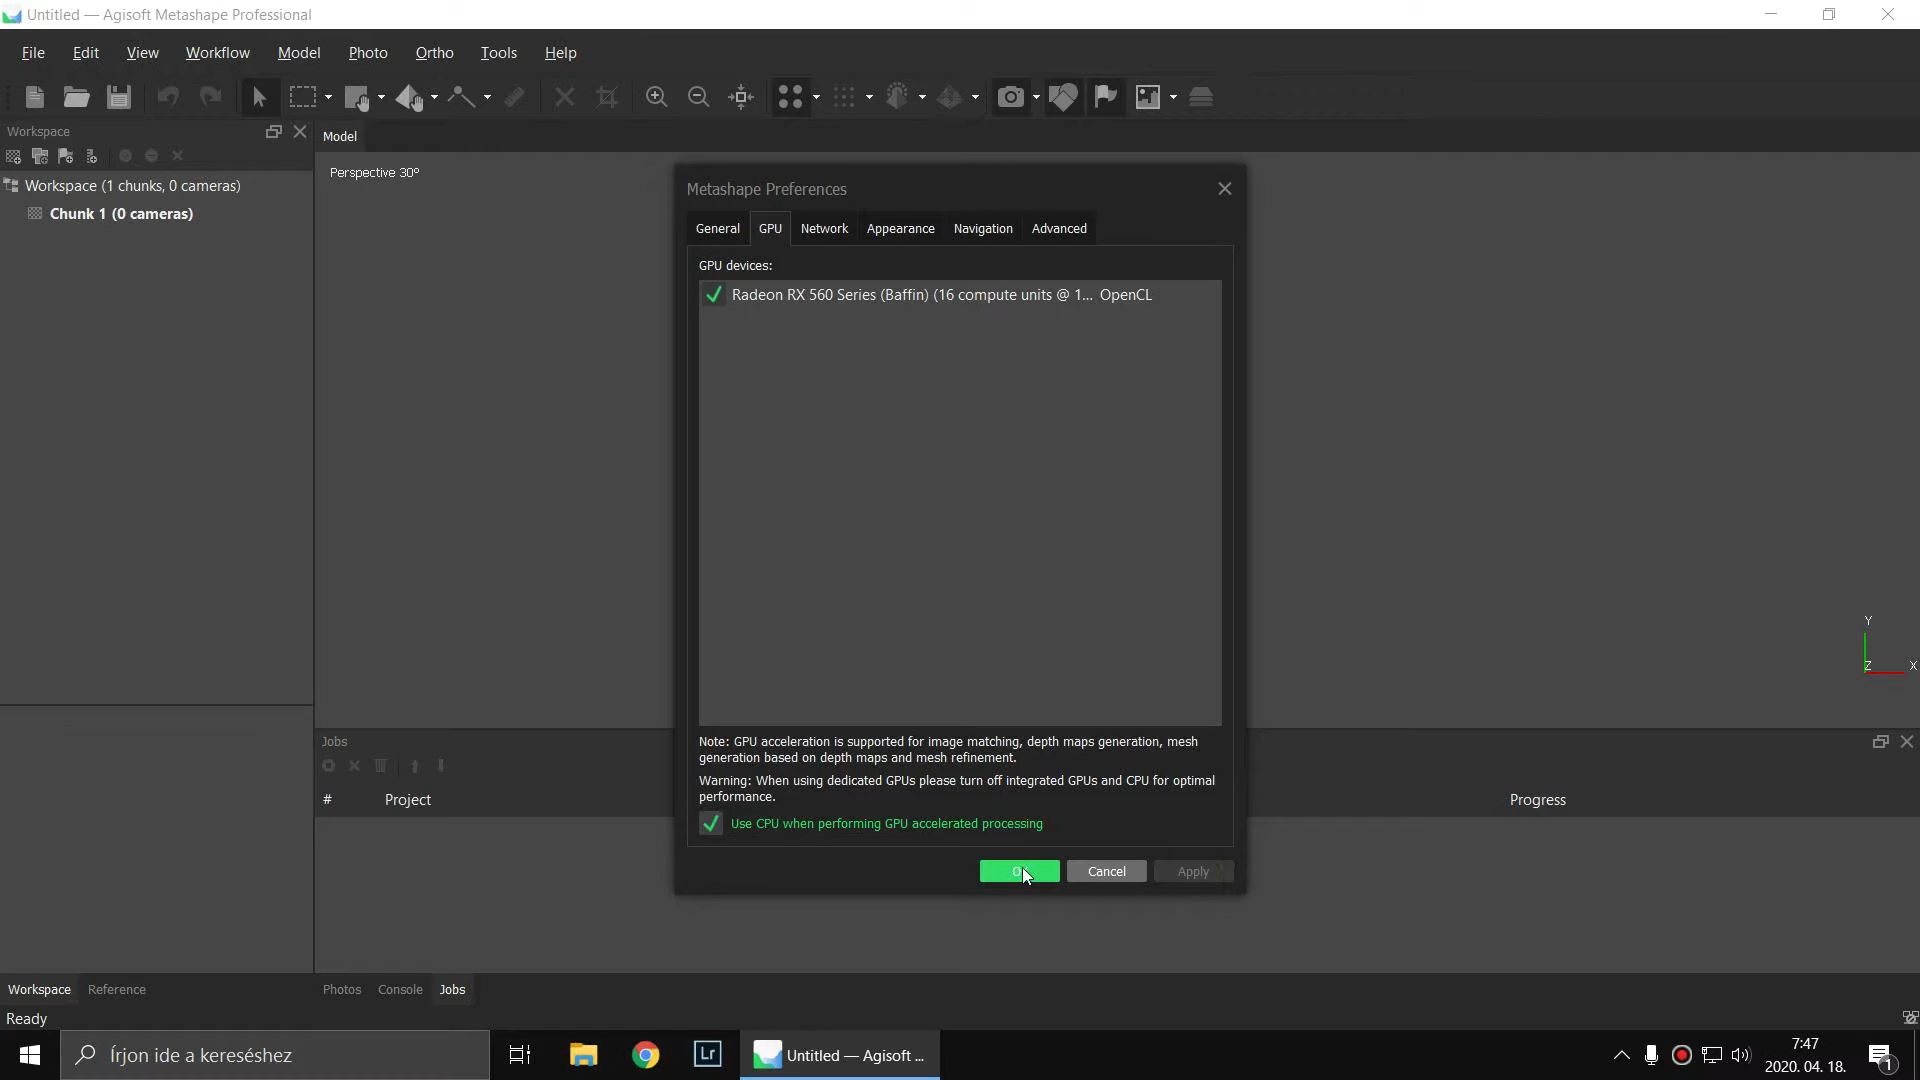 Untitled — Agisoft Metashape Professional
File Edit View Workflow Model Photo Ortho Tools Help
Workspace
Model
Perspective 30°
Workspace (1 chunks, 0 cameras)
Chunk 1 (0 cameras)
Metashape Preferences
General GPU Network Appearance Navigation Advanced
GPU devices:
Radeon RX 560 Series (Baffin) (16 compute units @ 1... OpenCL
Y
Z X
Note: GPU acceleration is supported for image matching, depth maps generation, mesh
generation based on depth maps and mesh refinement.
Warning: When using dedicated GPUs please turn off integrated GPUs and CPU for optimal
performance.
Use CPU when performing GPU accelerated processing
Cancel Apply
Jobs
# Project Progress
Workspace Reference Photos Console Jobs
Ready
Írjon ide a kereséshez
Lr
Untitled — Agisoft ...
7:47
2020. 04. 18.
1